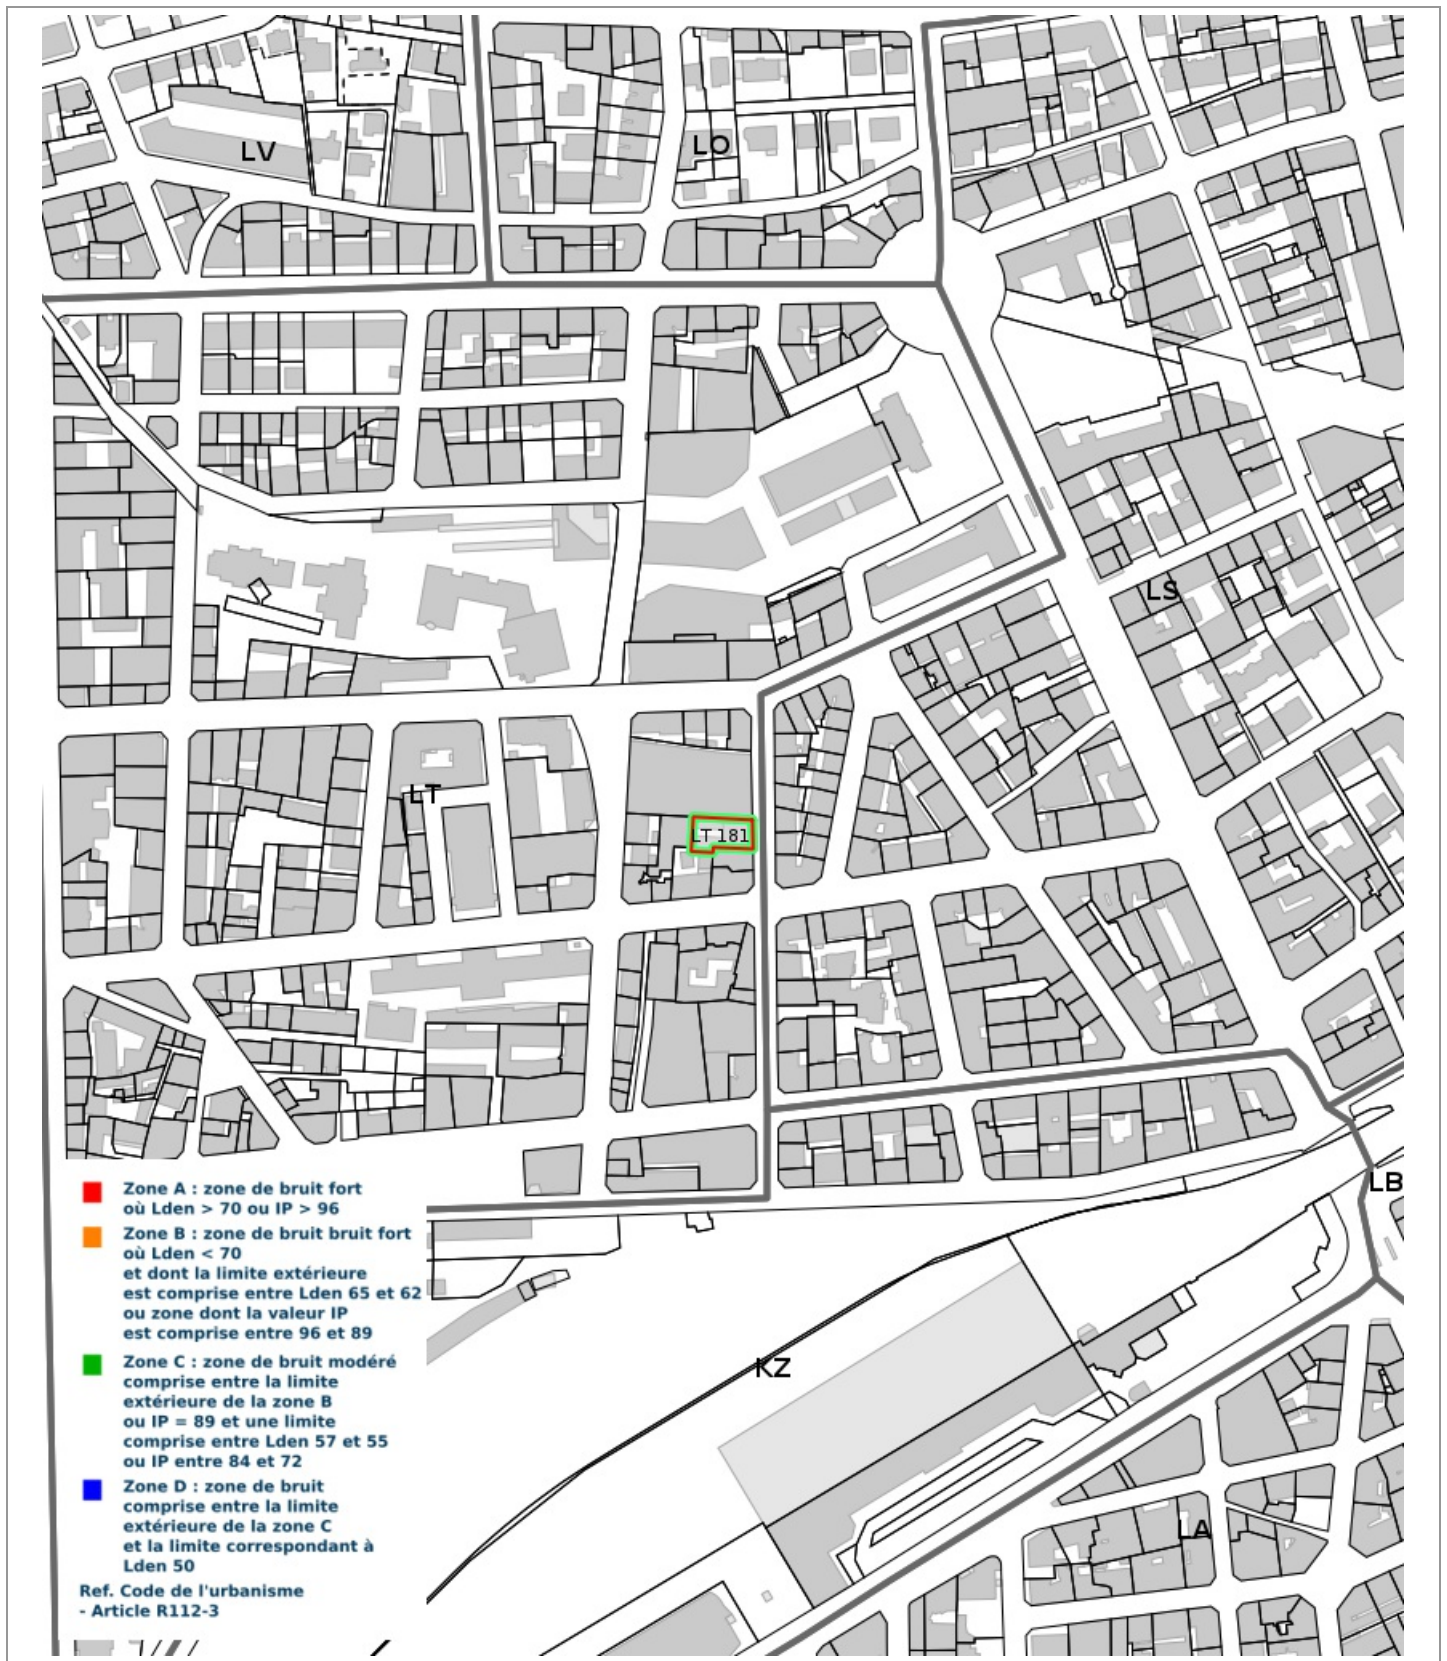 LV
LO
LS
LT
LT 181
LB
Zone A : zone de bruit fort
où Lden > 70 ou IP > 96
Zone B : zone de bruit bruit fort
où Lden < 70
et dont la limite extérieure
est comprise entre Lden 65 et 62
ou zone dont la valeur IP
est comprise entre 96 et 89
Zone C : zone de bruit modéré
comprise entre la limite
extérieure de la zone B
ou IP = 89 et une limite
comprise entre Lden 57 et 55
ou IP entre 84 et 72
Zone D : zone de bruit
comprise entre la limite
extérieure de la zone C
et la limite correspondant à
Lden 50
Ref. Code de l'urbanisme
- Article R112-3
KZ
LA